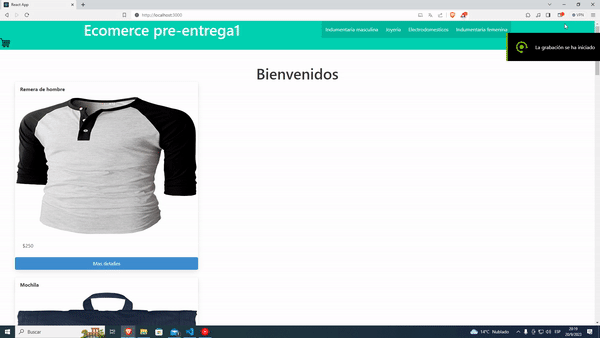 React App
http://localhost:3000
VPN
Ecomerce pre-entrega1
Indumentaria masculina Joyeria Electrodomesticos Indumentaria femenina
La grabación se ha iniciado
Bienvenidos
Remera de hombre
$250
Mas detalles
Mochila
Buscar
14°C Nublado
ESP
20:19
20/9/2023